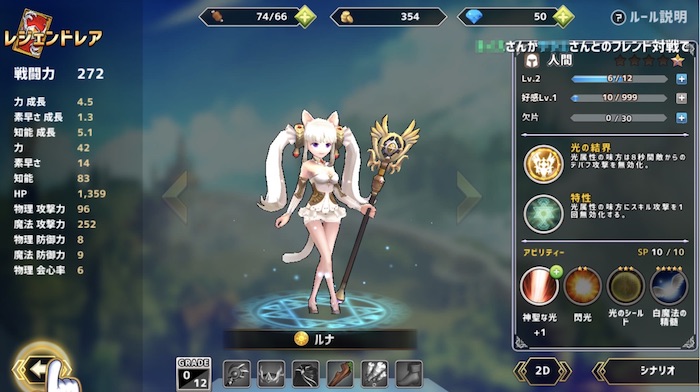 74/66
354
50
? ルール説明
さんが さんとのフレンド対戦で
レジェンドレア
戦闘力 272
力 成長 4.5
素早さ 成長 1.3
知能 成長 5.1
力 42
素早さ 14
知能 83
HP 1,359
物理 攻撃力 96
魔法 攻撃力 252
物理 防御力 8
魔法 防御力 9
物理 会心率 6
ルナ
GRADE
0
12
人間
Lv.2 6/12
好感Lv.1 10/999
欠片 0/30
光の結界
光属性の味方は8秒間敵からの
デバフ攻撃を無効化。
特性
光属性の味方にスキル攻撃を1
回無効化する。
アビリティー SP 10/10
神聖な光
+1
閃光
光のシール
ド
白魔法の
精髄
2D
シナリオ